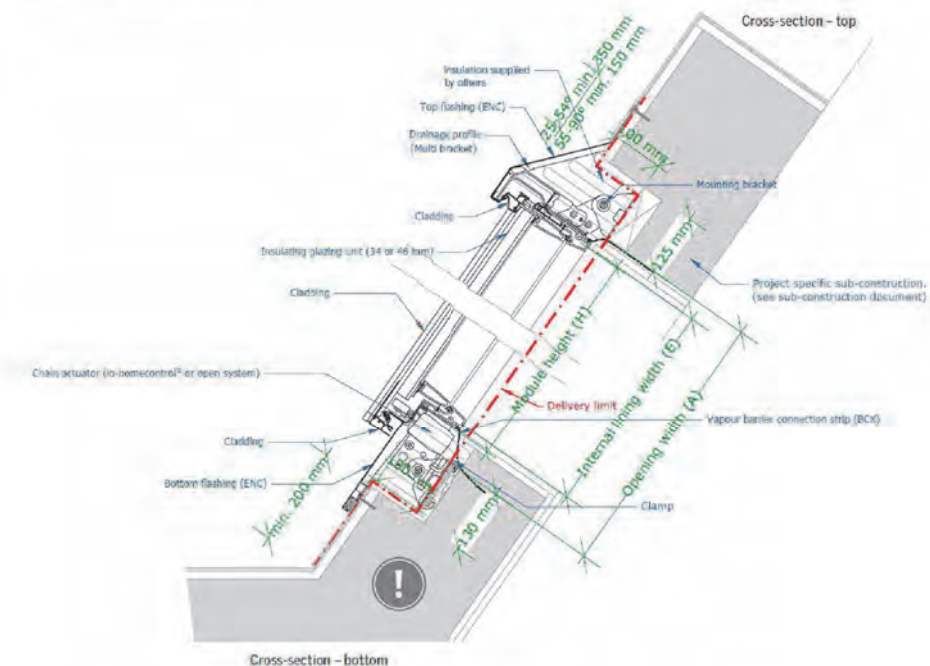 Cross-section – top
Insulation supplied
by others
25-54° min. 350 mm
55-90° min. 150 mm
Top flashing (ENC)
Drainage profile
(Multi bracket)
90 mm
Mounting bracket
Cladding
Insulating glazing unit (34 or 46 mm)
125 mm
Project specific sub-construction.
(see sub-construction document)
Cladding
Module height (H)
Internal lining width (E)
Opening width (A)
Chain actuator (io-homecontrol® or open system)
Delivery limit
Vapour barrier connection strip (BCX)
Cladding
Bottom flashing (ENC)
min. 200 mm
Clamp
130 mm
!
Cross-section – bottom